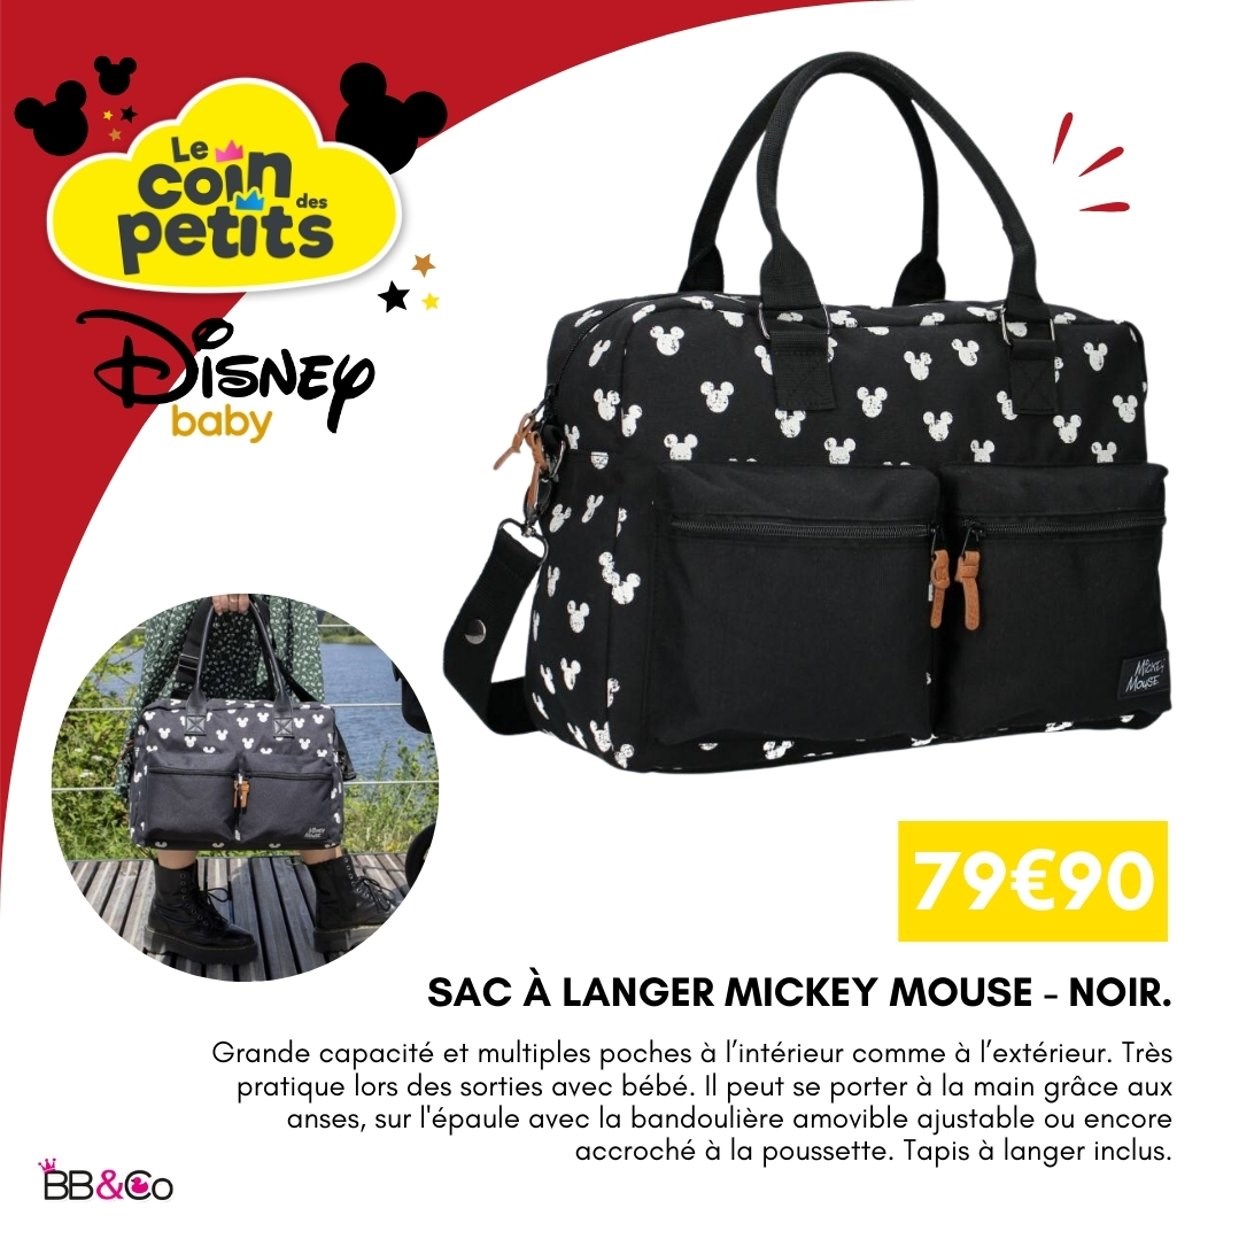 Le
coin
des
petits
Disney
baby
Mickey
Mouse
79€90
SAC À LANGER MICKEY MOUSE - NOIR.
Grande capacité et multiples poches à l’intérieur comme à l’extérieur. Très
pratique lors des sorties avec bébé. Il peut se porter à la main grâce aux
anses, sur l'épaule avec la bandoulière amovible ajustable ou encore
accroché à la poussette. Tapis à langer inclus.
BB&Co